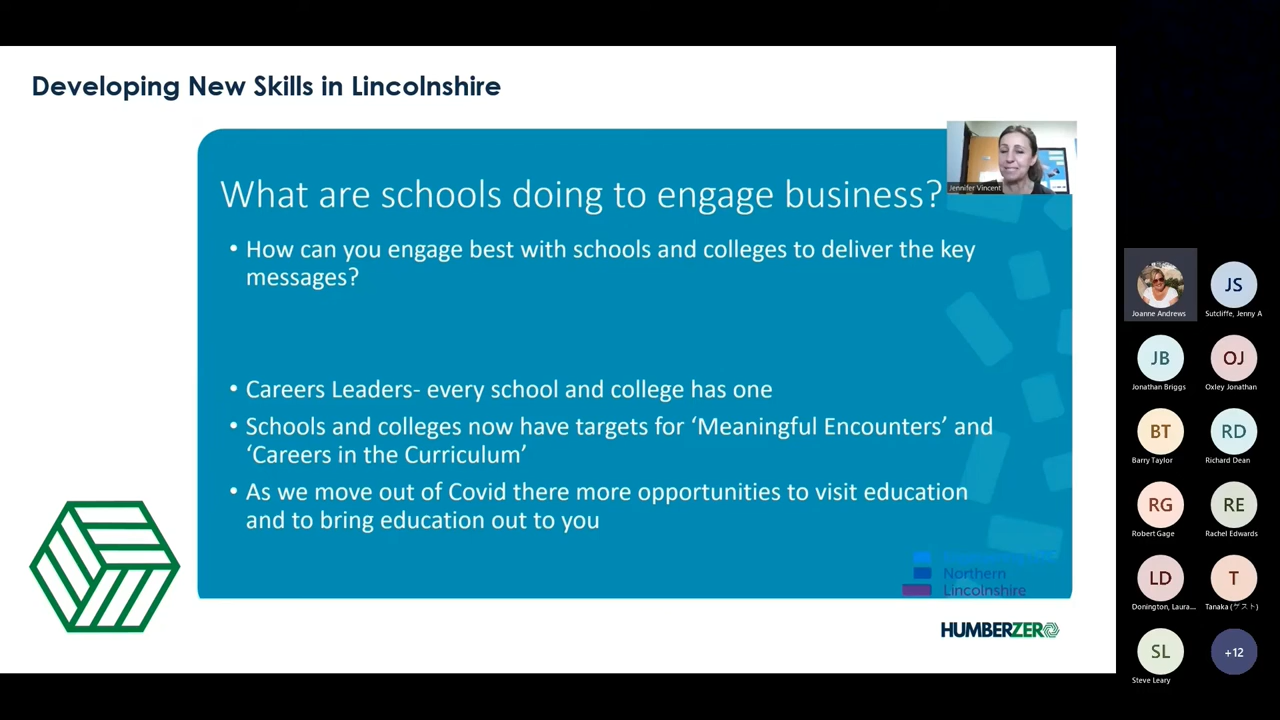 Developing New Skills in Lincolnshire
What are schools doing to engage business?
Jennifer Vincent
• How can you engage best with schools and colleges to deliver the key
messages?
• Careers Leaders- every school and college has one
• Schools and colleges now have targets for ‘Meaningful Encounters’ and
‘Careers in the Curriculum’
• As we move out of Covid there more opportunities to visit education
and to bring education out to you
Northern
Lincolnshire
HUMBERZERO
Joanne Andrews
JS
Sutcliffe, Jenny A
JB
Jonathan Briggs
OJ
Oxley Jonathan
BT
Barry Taylor
RD
Richard Dean
RG
Robert Gage
RE
Rachel Edwards
LD
Donington, Laura...
T
Tanaka (ゲスト)
SL
Steve Leary
+12